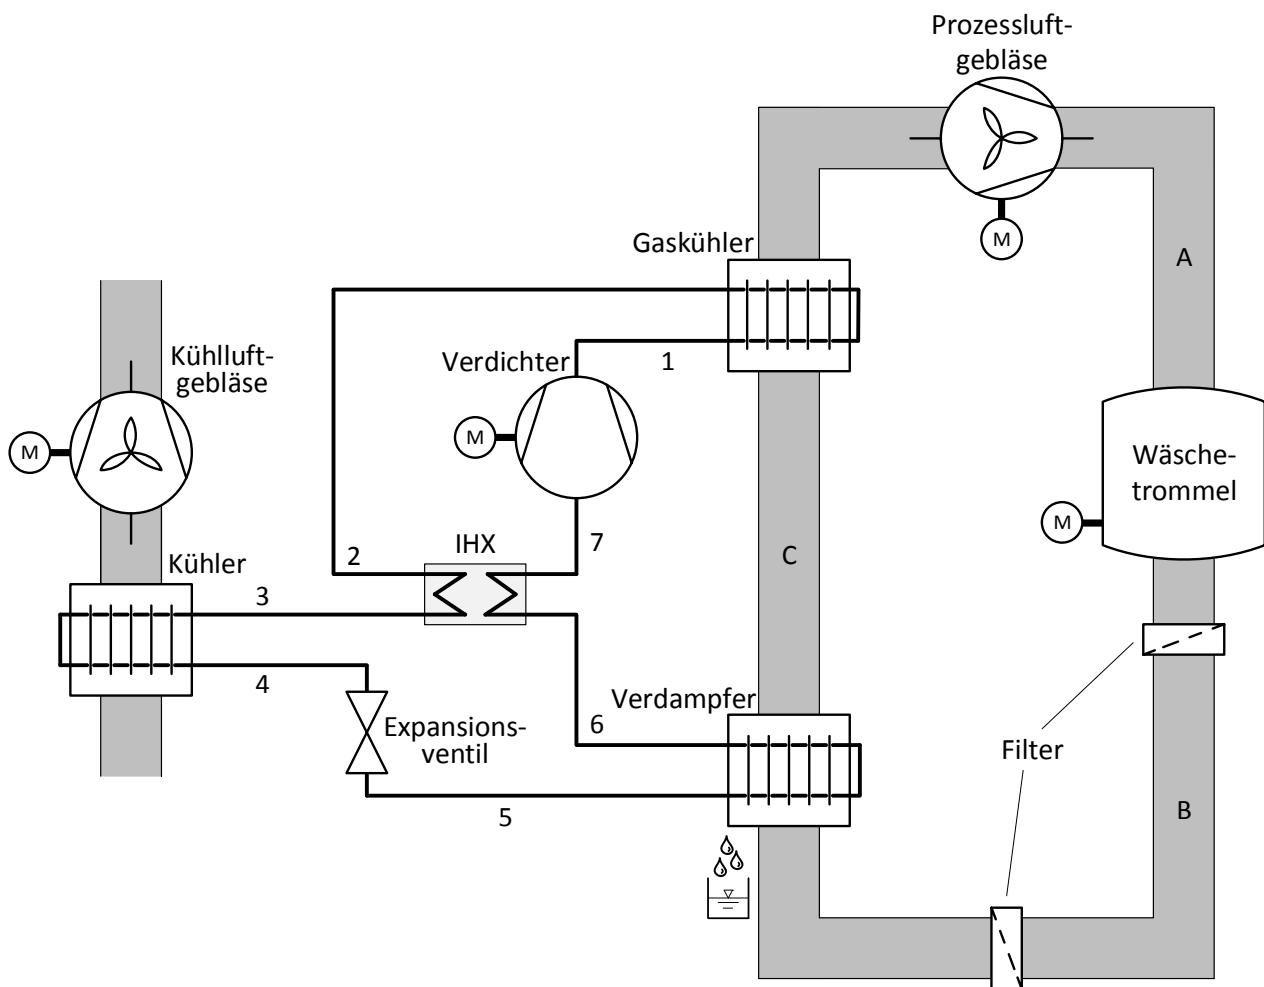 Prozessluft-
gebläse
M
Gaskühler
A
Kühlluft-
gebläse
Verdichter
1
M
M
Wäsche-
trommel
M
2
IHX
7
C
Kühler
3
4
Verdampfer
6
Expansions-
ventil
Filter
5
B